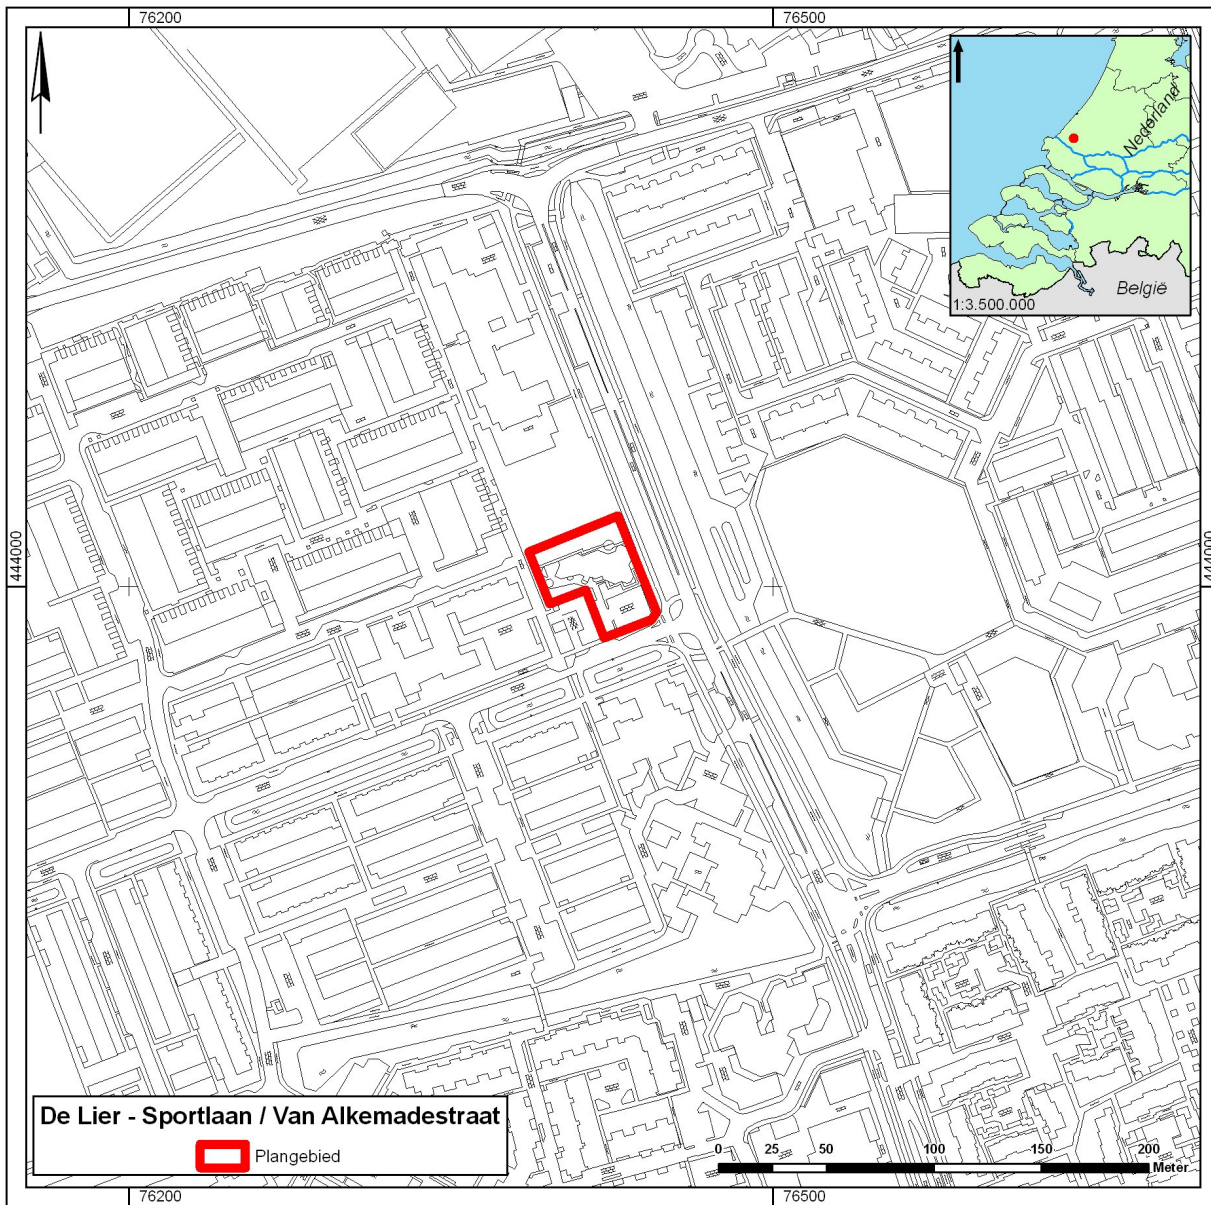 76200 76500
Nederland
België
1:3.500.000
444000 444000
De Lier - Sportlaan / Van Alkemadestraat
Plangebied
0 25 50 100 150 200
Meter
76200 76500